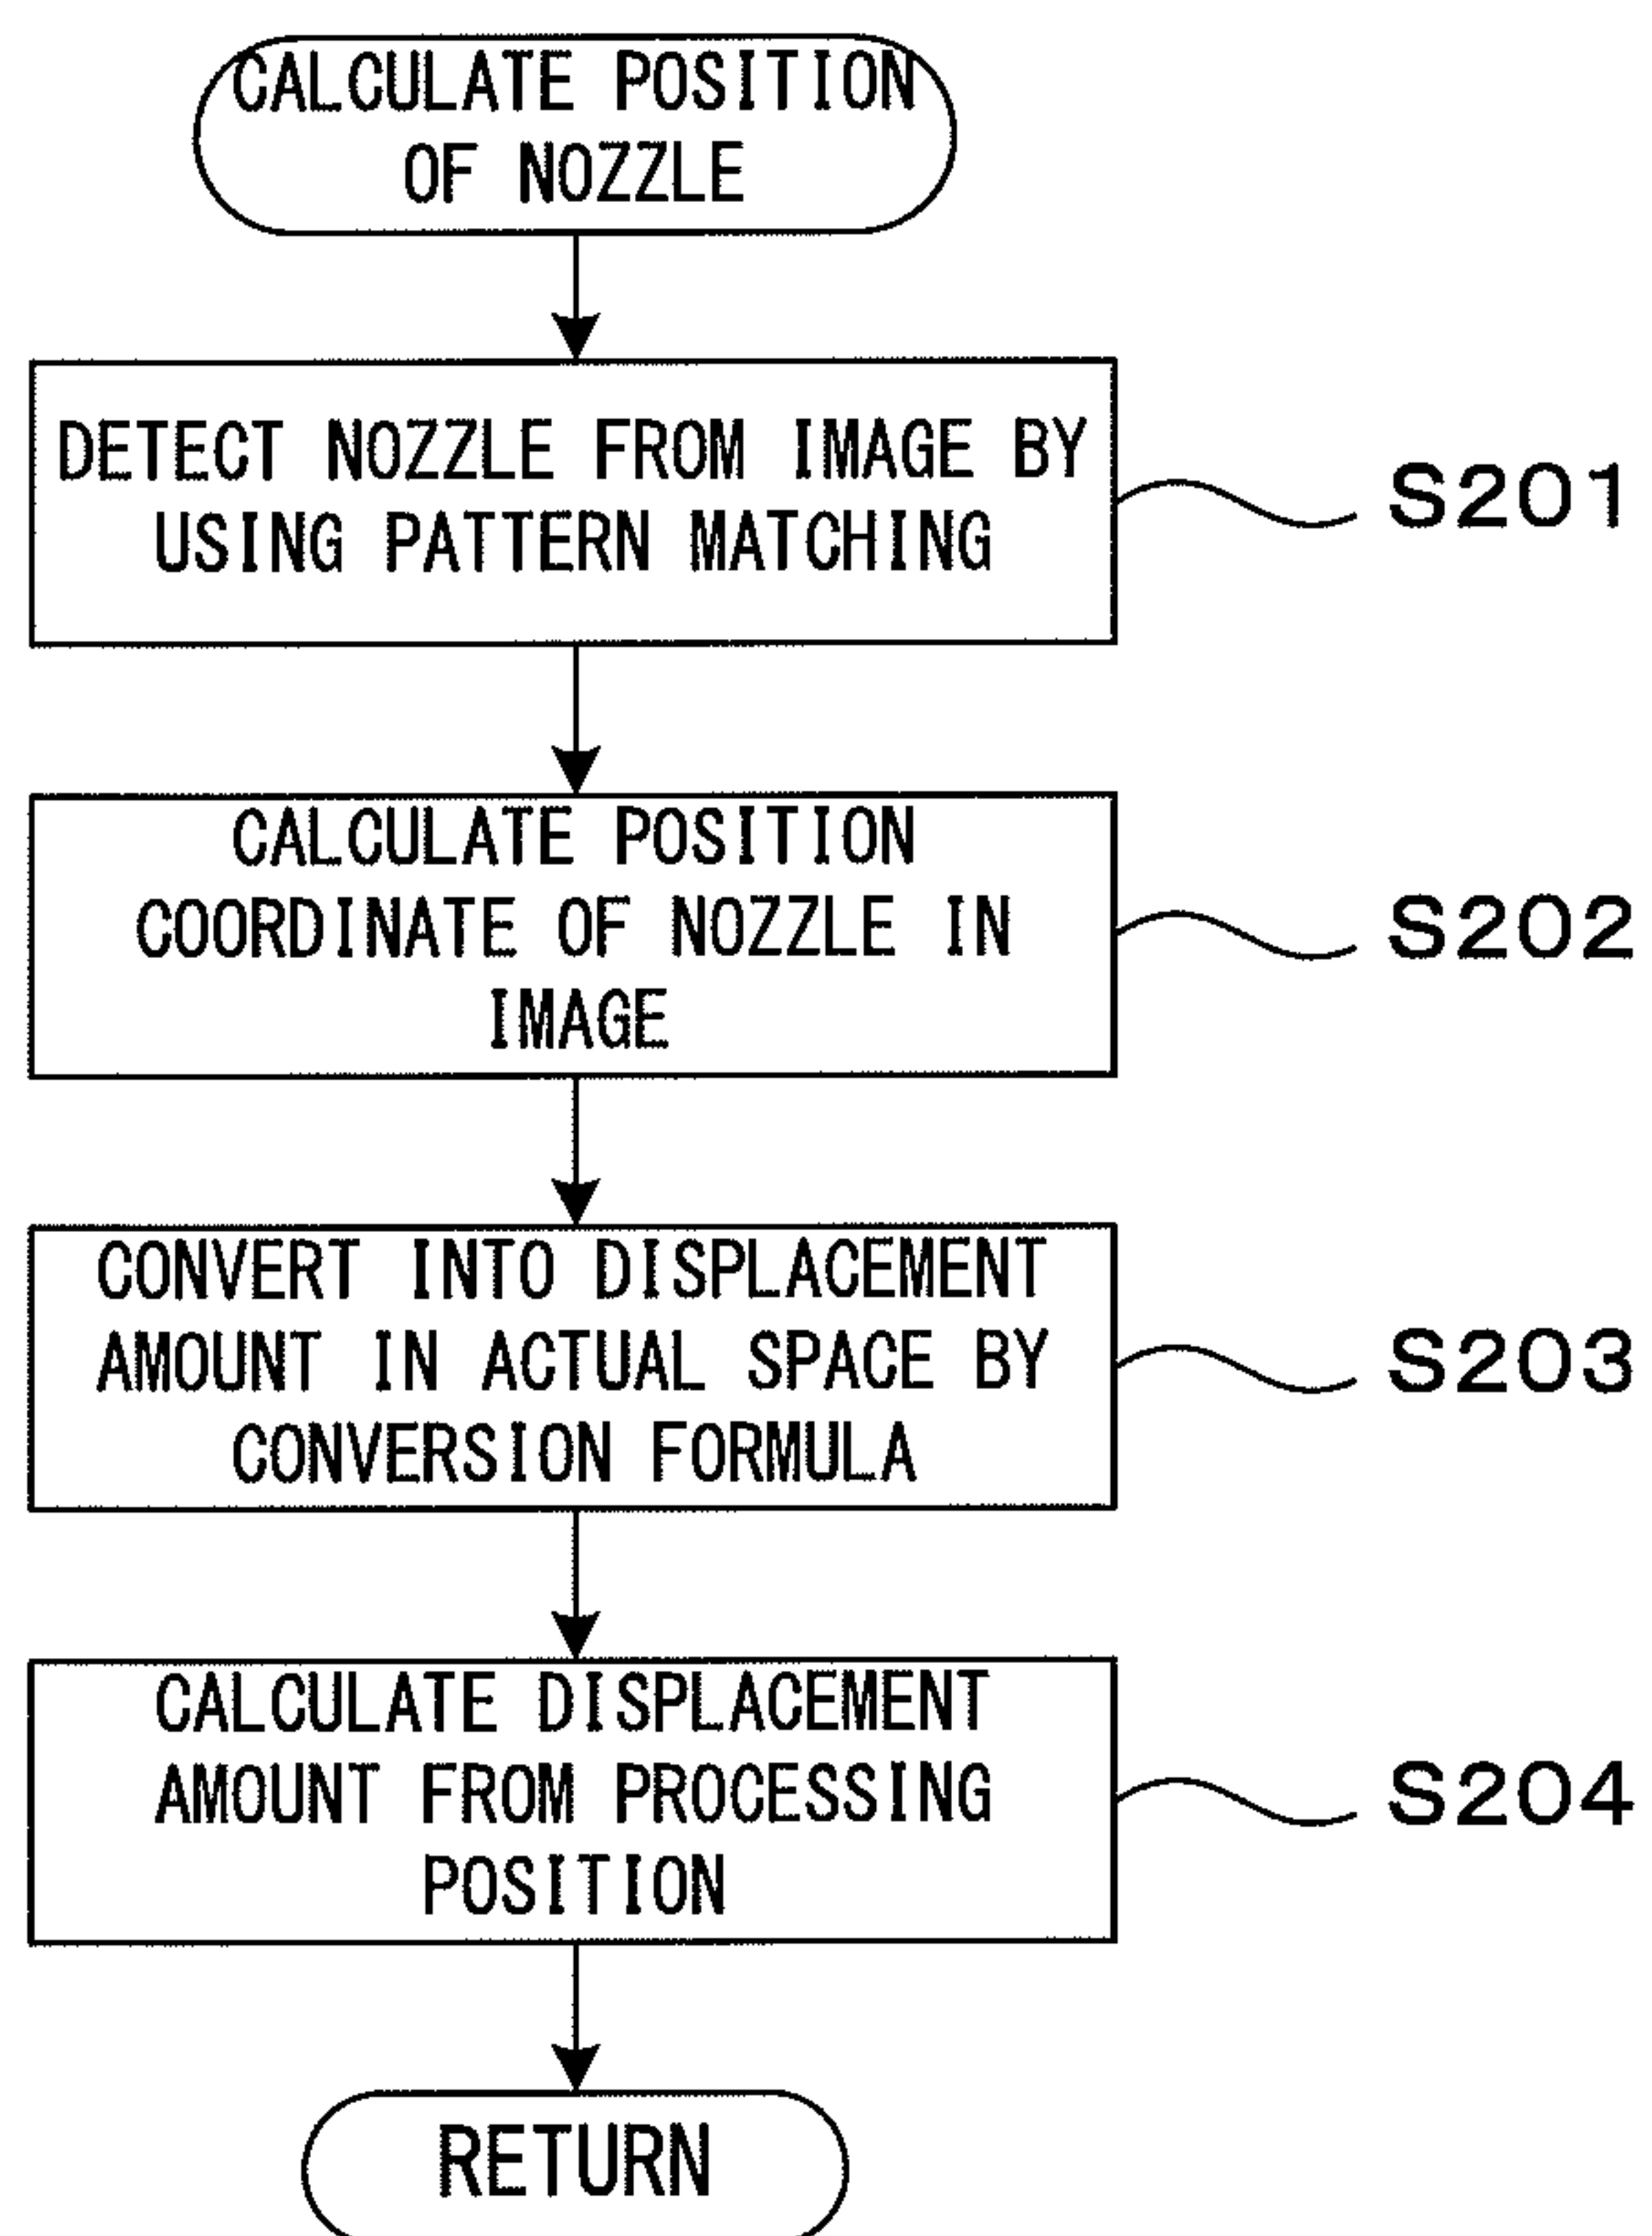 CALCULATE POSITION
OF NOZZLE
DETECT NOZZLE FROM IMAGE BY
USING PATTERN MATCHING
S201
CALCULATE POSITION
COORDINATE OF NOZZLE IN
IMAGE
S202
CONVERT INTO DISPLACEMENT
AMOUNT IN ACTUAL SPACE BY
CONVERSION FORMULA
S203
CALCULATE DISPLACEMENT
AMOUNT FROM PROCESSING
POSITION
S204
RETURN